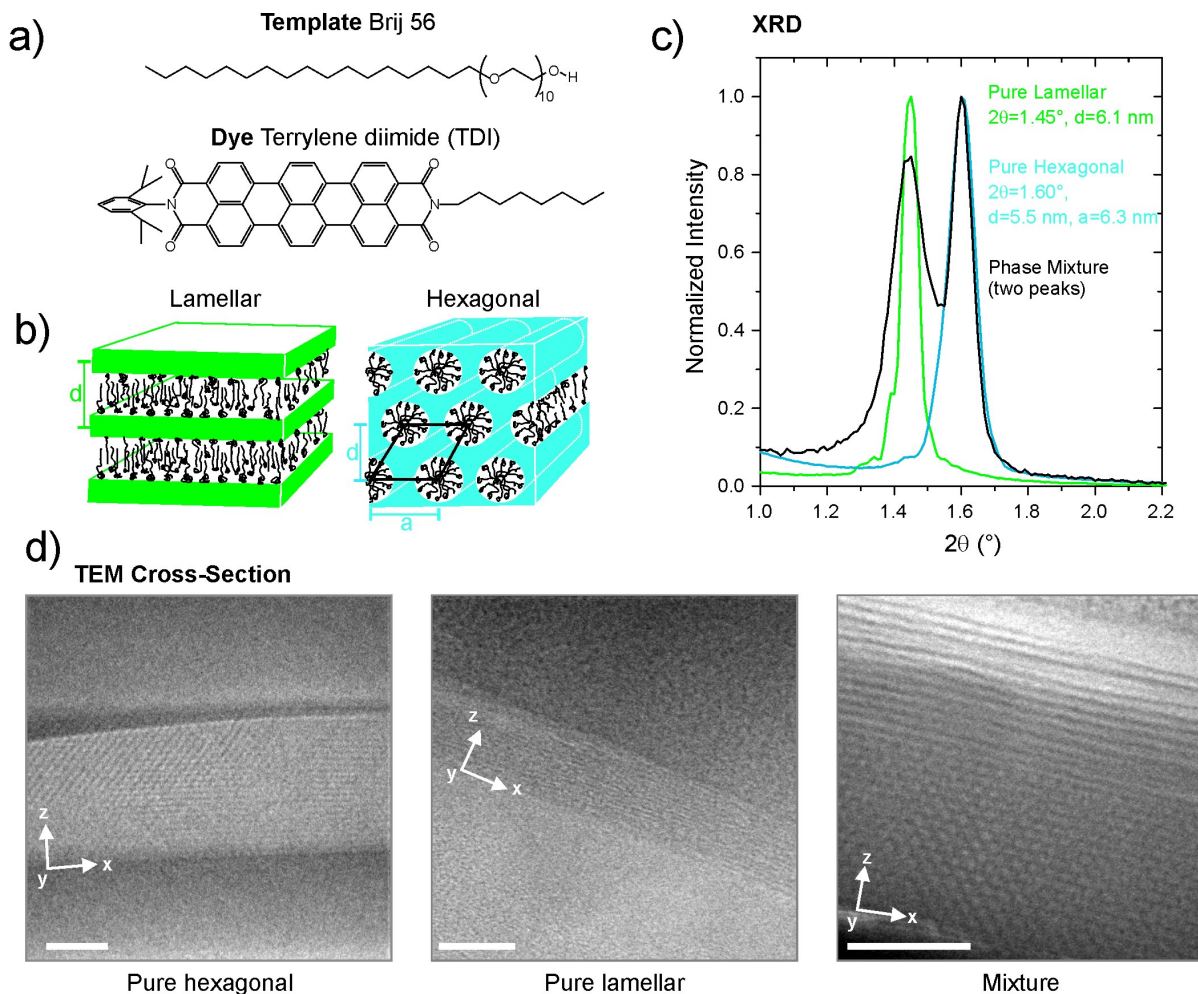 a)
Template Brij 56
O
O
H
10
Dye Terrylene diimide (TDI)
O
O
N
N
O
O
b)
Lamellar
Hexagonal
d
d
a
c)
XRD
Normalized Intensity
1.0
0.8
0.6
0.4
0.2
0.0
1.0
1.2
1.4
1.6
1.8
2.0
2.2
2θ (°)
Pure Lamellar
2θ=1.45°, d=6.1 nm
Pure Hexagonal
2θ=1.60°,
d=5.5 nm, a=6.3 nm
Phase Mixture
(two peaks)
d)
TEM Cross-Section
z
y
x
Pure hexagonal
z
y
x
Pure lamellar
z
y
x
Mixture